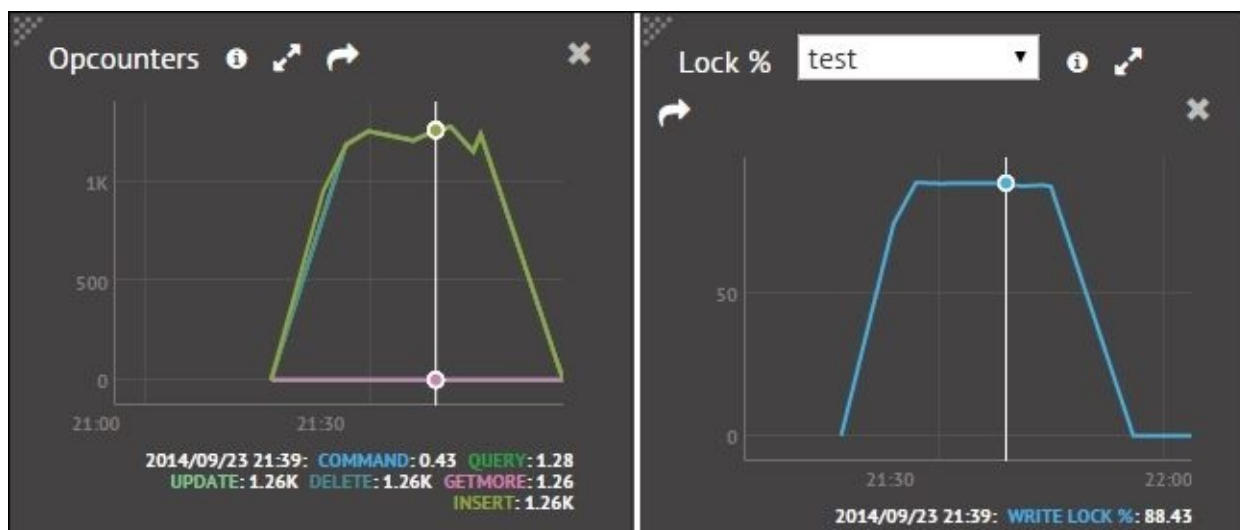 Opcounters
1K
500
0
21:00 21:30
2014/09/23 21:39: COMMAND: 0.43 QUERY: 1.28
UPDATE: 1.26K DELETE: 1.26K GETMORE: 1.26
INSERT: 1.26K
Lock % test
50
0
21:30 22:00
2014/09/23 21:39: WRITE LOCK %: 88.43